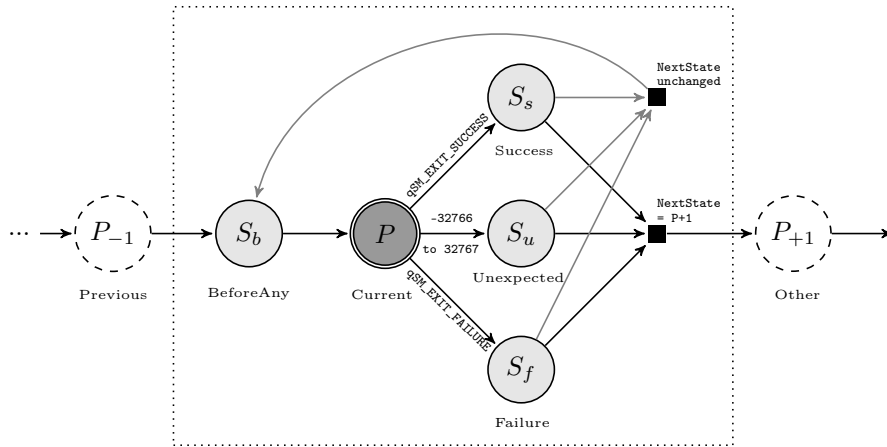 NextState
unchanged
S_s
qSM_EXIT_SUCCESS
Success
NextState
= P+1
...
P_{-1}
S_b
P
-32766
to 32767
S_u
P_{+1}
Previous
BeforeAny
Current
Unexpected
Other
qSM_EXIT_FAILURE
S_f
Failure